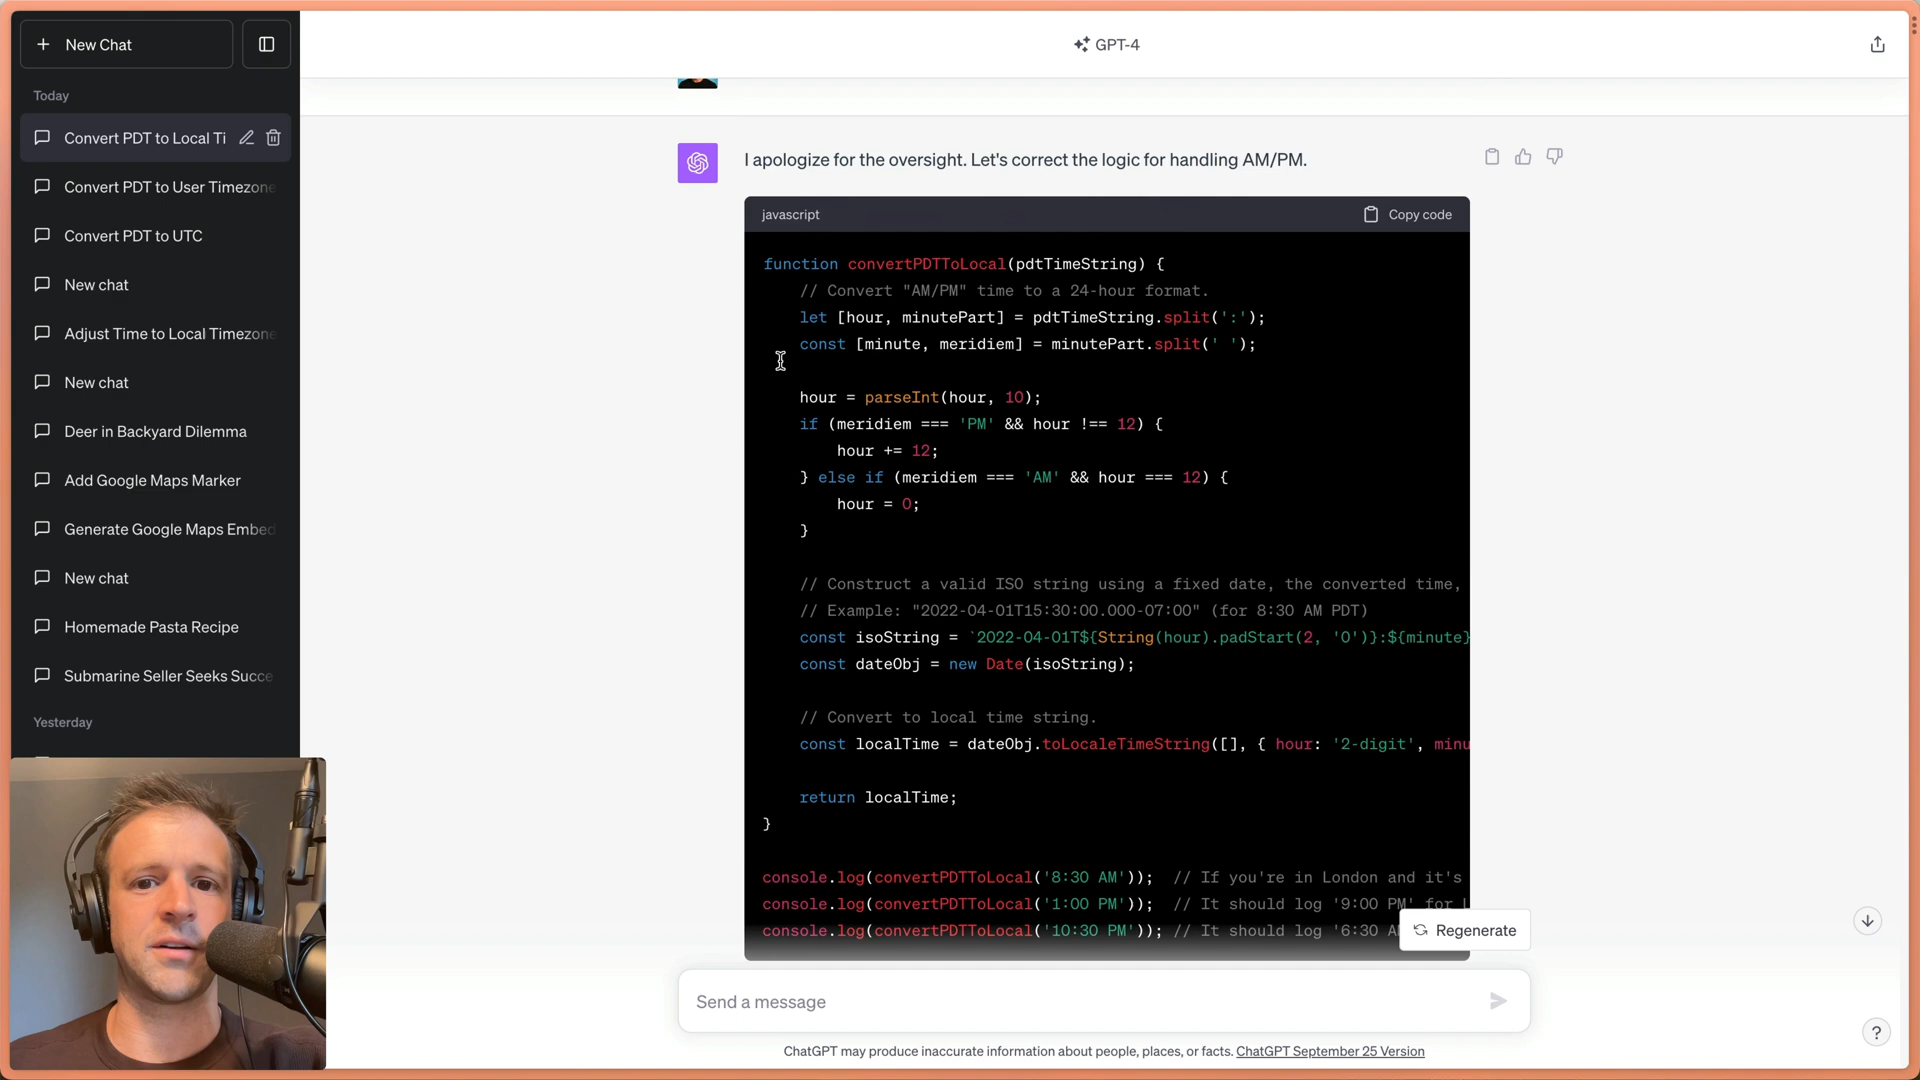 New Chat
Today
Convert PDT to Local Ti
Convert PDT to User Timezone
Convert PDT to UTC
New chat
Adjust Time to Local Timezone
New chat
Deer in Backyard Dilemma
Add Google Maps Marker
Generate Google Maps Embed
New chat
Homemade Pasta Recipe
Submarine Seller Seeks Succe
Yesterday
GPT-4
I apologize for the oversight. Let's correct the logic for handling AM/PM.
javascript
Copy code
function convertPDTToLocal(pdtTimeString) {
// Convert "AM/PM" time to a 24-hour format.
let [hour, minutePart] = pdtTimeString.split(':');
const [minute, meridiem] = minutePart.split(' ');
hour = parseInt(hour, 10);
if (meridiem === 'PM' && hour !== 12) {
hour += 12;
} else if (meridiem === 'AM' && hour === 12) {
hour = 0;
}
// Construct a valid ISO string using a fixed date, the converted time,
// Example: "2022-04-01T15:30:00.000-07:00" (for 8:30 AM PDT)
const isoString = `2022-04-01T${String(hour).padStart(2, '0')}:${minute}
const dateObj = new Date(isoString);
// Convert to local time string.
const localTime = dateObj.toLocaleTimeString([], { hour: '2-digit', minu
return localTime;
}
console.log(convertPDTToLocal('8:30 AM')); // If you're in London and it's
console.log(convertPDTToLocal('1:00 PM')); // It should log '9:00 PM' for
console.log(convertPDTToLocal('10:30 PM')); // It should log '6:30 A
Regenerate
Send a message
?
ChatGPT may produce inaccurate information about people, places, or facts. ChatGPT September 25 Version